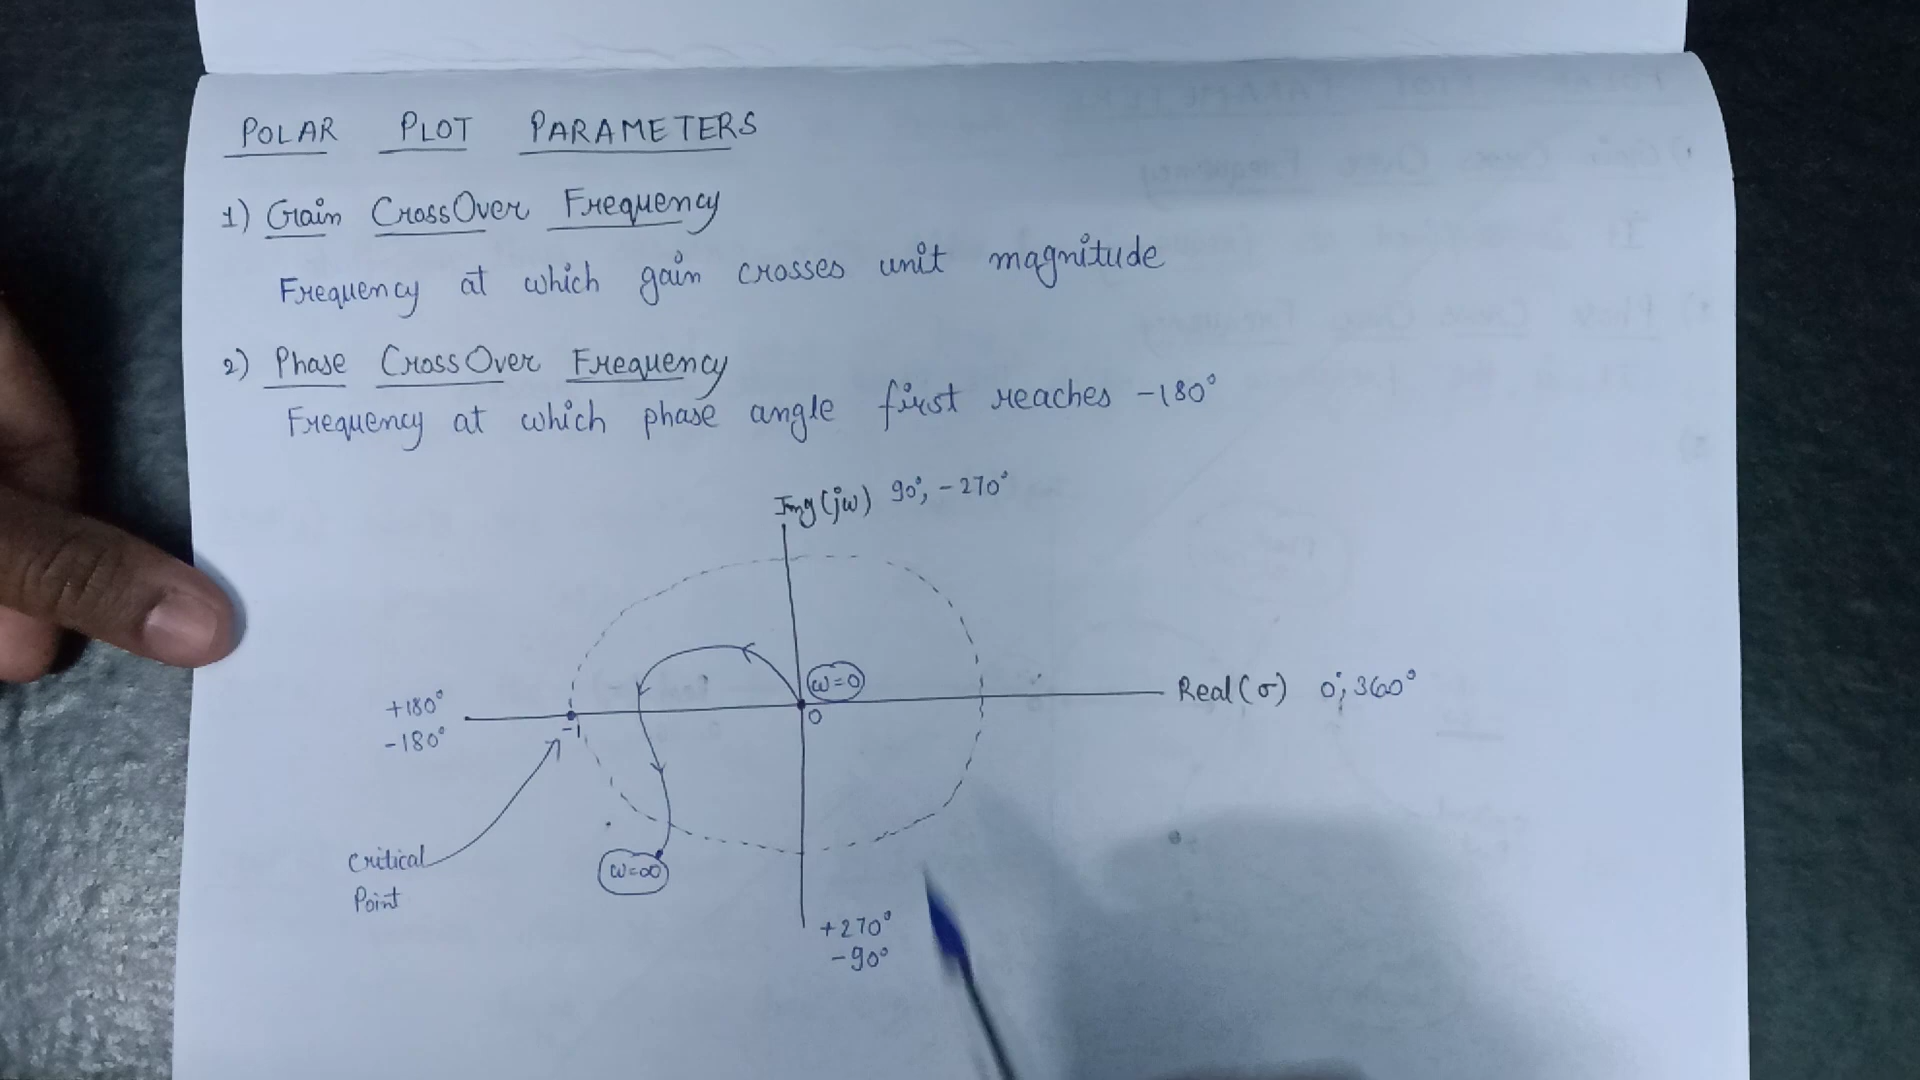 POLAR PLOT PARAMETERS
1) Gain CrossOver Frequency
Frequency at which gain crosses unit magnitude
2) Phase CrossOver Frequency
Frequency at which phase angle first reaches -180°
Img(jω) 90°, -270°
ω=0
+180°
-180°
-1
0
Real(σ) 0°, 360°
Critical
Point
ω=∞
+270°
-90°